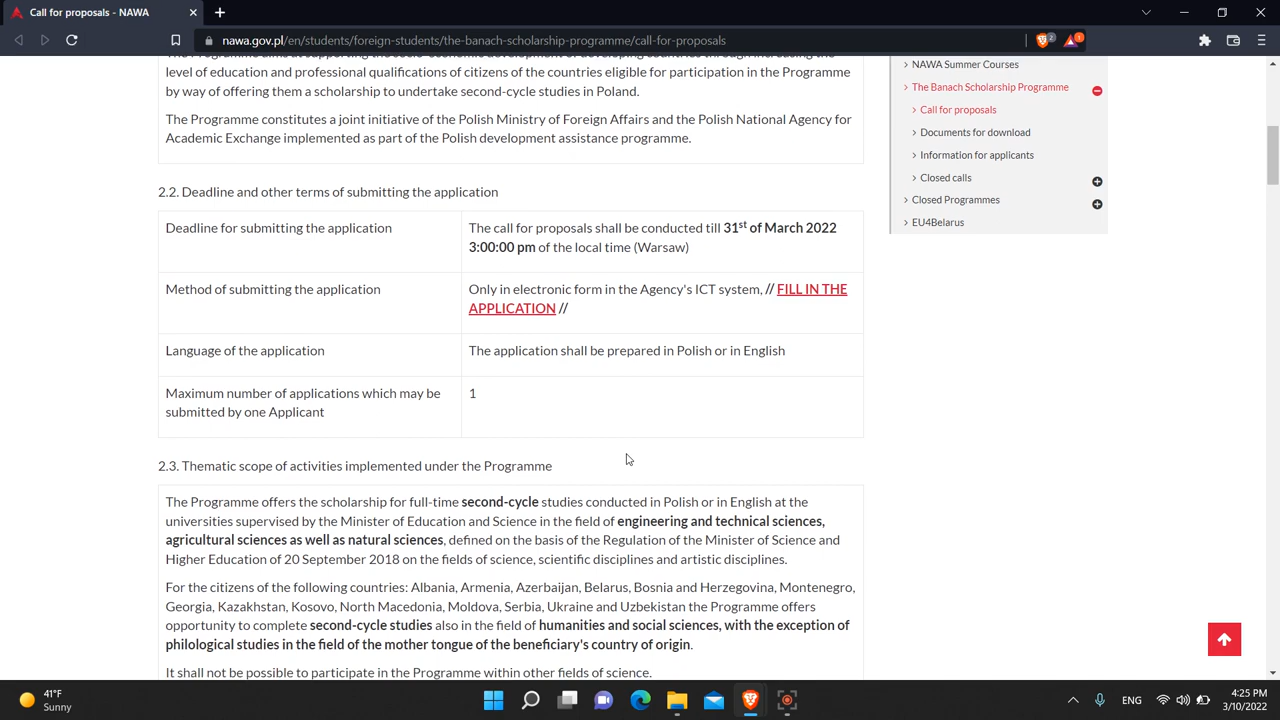 Call for proposals - NAWA
nawa.gov.pl/en/students/foreign-students/the-banach-scholarship-programme/call-for-proposals
2
1
level of education and professional qualifications of citizens of the countries eligible for participation in the Programme
by way of offering them a scholarship to undertake second-cycle studies in Poland.
The Programme constitutes a joint initiative of the Polish Ministry of Foreign Affairs and the Polish National Agency for
Academic Exchange implemented as part of the Polish development assistance programme.
2.2. Deadline and other terms of submitting the application
Deadline for submitting the application
The call for proposals shall be conducted till 31st of March 2022
3:00:00 pm of the local time (Warsaw)
Method of submitting the application
Only in electronic form in the Agency's ICT system, // FILL IN THE
APPLICATION //
Language of the application
The application shall be prepared in Polish or in English
Maximum number of applications which may be
submitted by one Applicant
1
2.3. Thematic scope of activities implemented under the Programme
The Programme offers the scholarship for full-time second-cycle studies conducted in Polish or in English at the
universities supervised by the Minister of Education and Science in the field of engineering and technical sciences,
agricultural sciences as well as natural sciences, defined on the basis of the Regulation of the Minister of Science and
Higher Education of 20 September 2018 on the fields of science, scientific disciplines and artistic disciplines.
For the citizens of the following countries: Albania, Armenia, Azerbaijan, Belarus, Bosnia and Herzegovina, Montenegro,
Georgia, Kazakhstan, Kosovo, North Macedonia, Moldova, Serbia, Ukraine and Uzbekistan the Programme offers
opportunity to complete second-cycle studies also in the field of humanities and social sciences, with the exception of
philological studies in the field of the mother tongue of the beneficiary's country of origin.
It shall not be possible to participate in the Programme within other fields of science.
NAWA Summer Courses
The Banach Scholarship Programme
Call for proposals
Documents for download
Information for applicants
Closed calls
Closed Programmes
EU4Belarus
41°F
Sunny
ENG
4:25 PM
3/10/2022